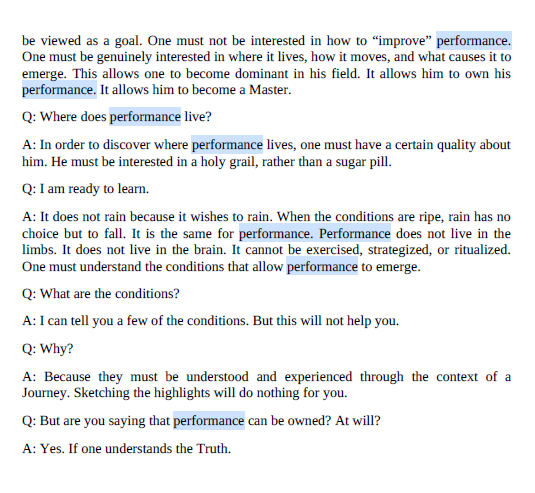 be viewed as a goal. One must not be interested in how to “improve” performance.
One must be genuinely interested in where it lives, how it moves, and what causes it to
emerge. This allows one to become dominant in his field. It allows him to own his
performance. It allows him to become a Master.
Q: Where does performance live?
A: In order to discover where performance lives, one must have a certain quality about
him. He must be interested in a holy grail, rather than a sugar pill.
Q: I am ready to learn.
A: It does not rain because it wishes to rain. When the conditions are ripe, rain has no
choice but to fall. It is the same for performance. Performance does not live in the
limbs. It does not live in the brain. It cannot be exercised, strategized, or ritualized.
One must understand the conditions that allow performance to emerge.
Q: What are the conditions?
A: I can tell you a few of the conditions. But this will not help you.
Q: Why?
A: Because they must be understood and experienced through the context of a
Journey. Sketching the highlights will do nothing for you.
Q: But are you saying that performance can be owned? At will?
A: Yes. If one understands the Truth.